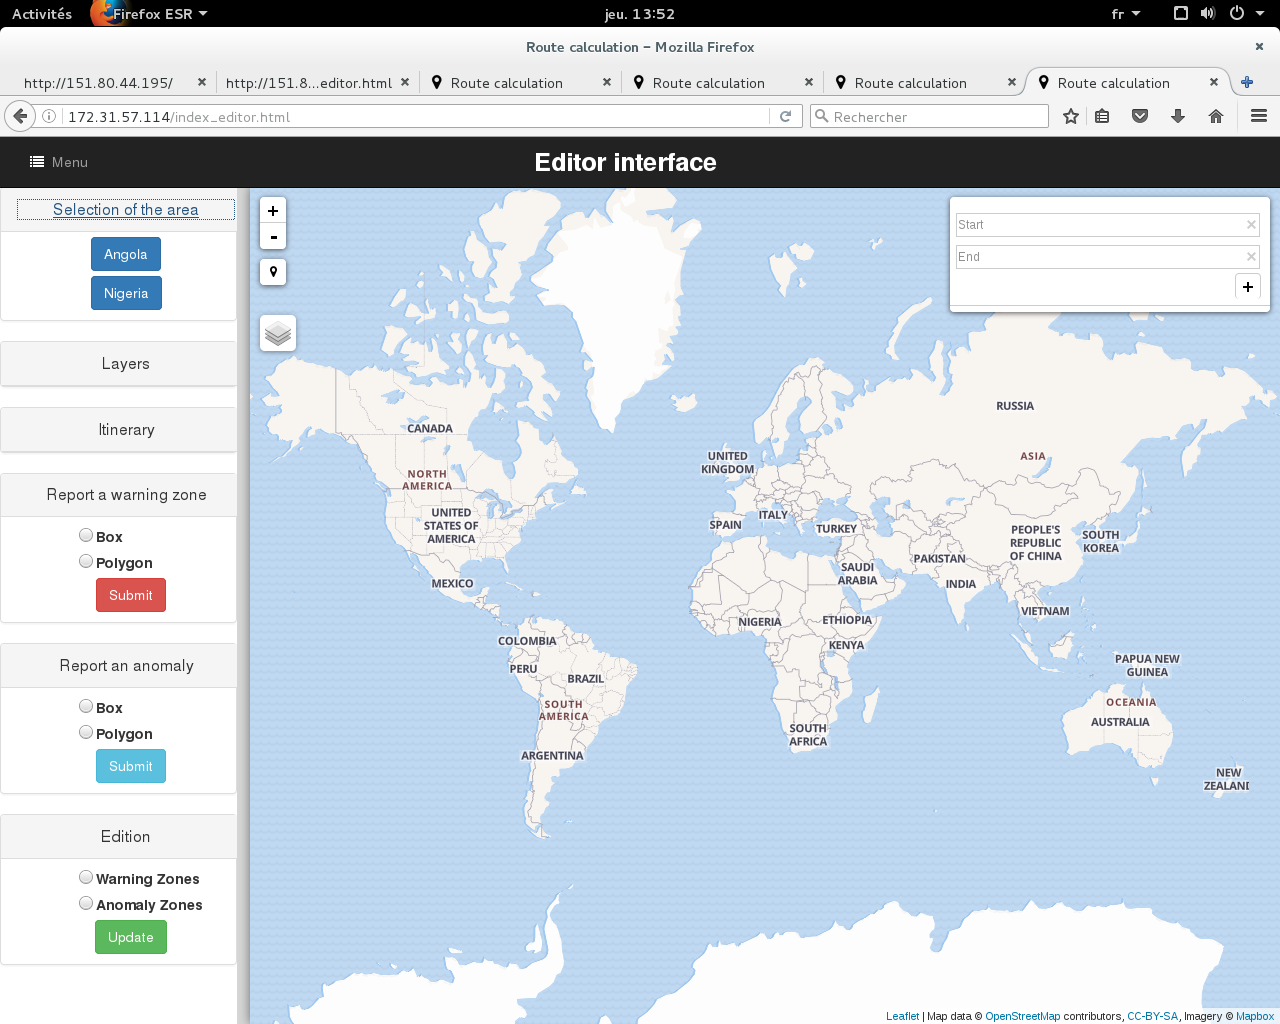 Activités Firefox ESR jeu. 13:52 fr
Route calculation – Mozilla Firefox
http://151.80.44.195/ http://151.8...editor.html Route calculation Route calculation Route calculation Route calculation
172.31.57.114/index_editor.html Rechercher
Menu Editor interface
Selection of the area
Angola
Nigeria
Layers
Itinerary
Report a warning zone
Box
Polygon
Submit
Report an anomaly
Box
Polygon
Submit
Edition
Warning Zones
Anomaly Zones
Update
+
-
Start
End
+
RUSSIA
CANADA
ASIA
UNITED
KINGDOM
NORTH
AMERICA
UNITED
STATES OF
AMERICA
ITALY
SPAIN
TURKEY
PEOPLE'S
REPUBLIC
OF CHINA
SOUTH
KOREA
PAKISTAN
SAUDI
ARABIA
MEXICO
INDIA
VIETNAM
NIGERIA
ETHIOPIA
COLOMBIA
KENYA
PERU
BRAZIL
PAPUA NEW
GUINEA
SOUTH
AMERICA
OCEANIA
AUSTRALIA
SOUTH
AFRICA
ARGENTINA
NEW
ZEALAND
Leaflet | Map data © OpenStreetMap contributors, CC-BY-SA, Imagery © Mapbox